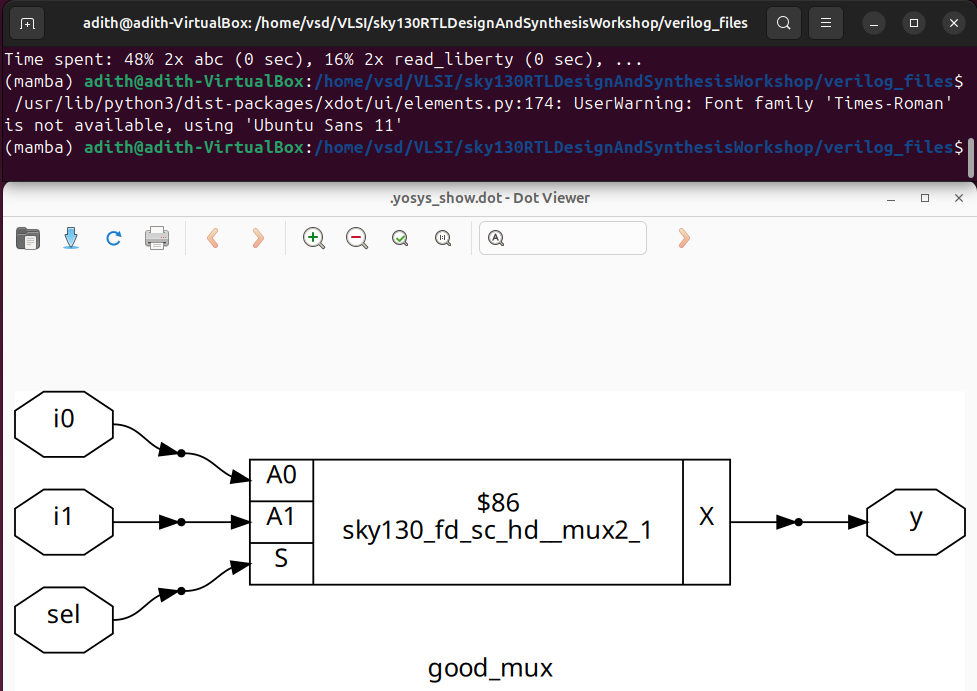 adith@adith-VirtualBox: /home/vsd/VLSI/sky130RTLDesignAndSynthesisWorkshop/verilog_files
Time spent: 48% 2x abc (0 sec), 16% 2x read_liberty (0 sec), ...
(mamba) adith@adith-VirtualBox:/home/vsd/VLSI/sky130RTLDesignAndSynthesisWorkshop/verilog_files$
/usr/lib/python3/dist-packages/xdot/ui/elements.py:174: UserWarning: Font family 'Times-Roman'
is not available, using 'Ubuntu Sans 11'
(mamba) adith@adith-VirtualBox:/home/vsd/VLSI/sky130RTLDesignAndSynthesisWorkshop/verilog_files$
.yosys_show.dot - Dot Viewer
i0
i1
sel
A0
A1
S
$86
sky130_fd_sc_hd__mux2_1
X
y
good_mux